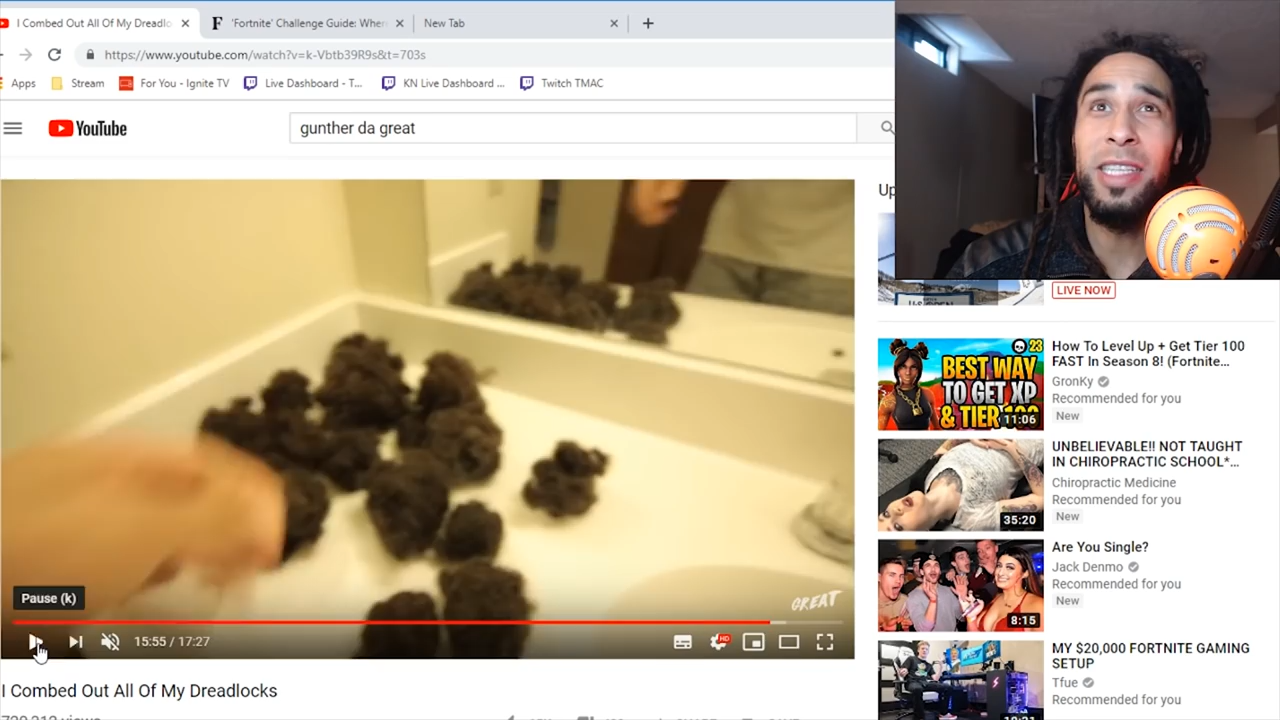 I Combed Out All Of My Dreadlo
'Fortnite' Challenge Guide: Wher
New Tab
https://www.youtube.com/watch?v=k-Vbtb39R9s&t=703s
Apps
Stream
For You - Ignite TV
Live Dashboard - T...
KN Live Dashboard ...
Twitch TMAC
YouTube
gunther da great
Up
LIVE NOW
23
BEST WAY
TO GET XP
& TIER 100
11:06
How To Level Up + Get Tier 100
FAST In Season 8! (Fortnite...
GronKy
Recommended for you
New
35:20
UNBELIEVABLE!! NOT TAUGHT
IN CHIROPRACTIC SCHOOL*...
Chiropractic Medicine
Recommended for you
New
8:15
Are You Single?
Jack Denmo
Recommended for you
New
MY $20,000 FORTNITE GAMING
SETUP
Tfue
Recommended for you
GREAT
Pause (k)
15:55 / 17:27
HD
I Combed Out All Of My Dreadlocks